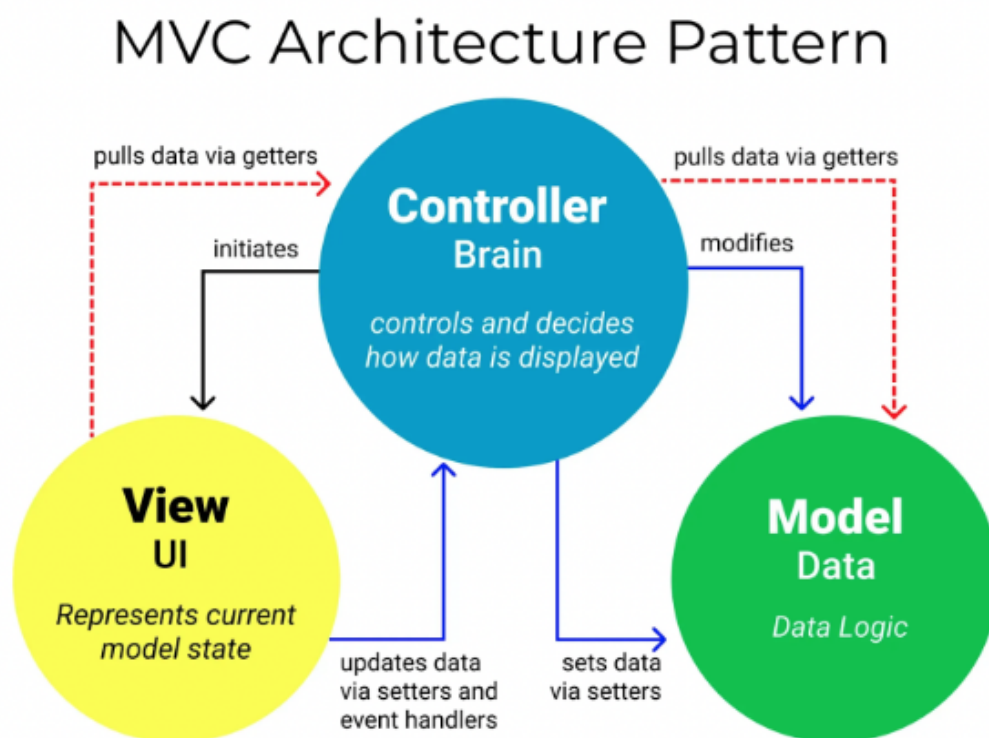 MVC Architecture Pattern
pulls data via getters
pulls data via getters
Controller
Brain
controls and decides
how data is displayed
initiates
modifies
View
UI
Represents current
model state
Model
Data
Data Logic
updates data
via setters and
event handlers
sets data
via setters